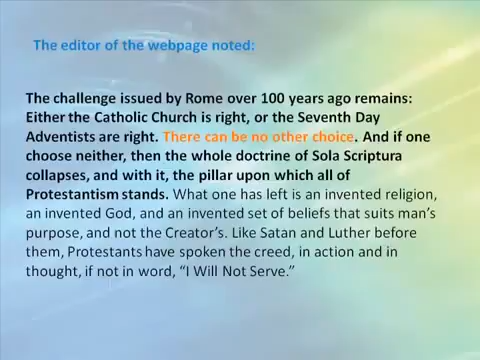 The editor of the webpage noted:
The challenge issued by Rome over 100 years ago remains:
Either the Catholic Church is right, or the Seventh Day
Adventists are right. There can be no other choice. And if one
choose neither, then the whole doctrine of Sola Scriptura
collapses, and with it, the pillar upon which all of
Protestantism stands. What one has left is an invented religion,
an invented God, and an invented set of beliefs that suits man's
purpose, and not the Creator's. Like Satan and Luther before
them, Protestants have spoken the creed, in action and in
thought, if not in word, “I Will Not Serve.”